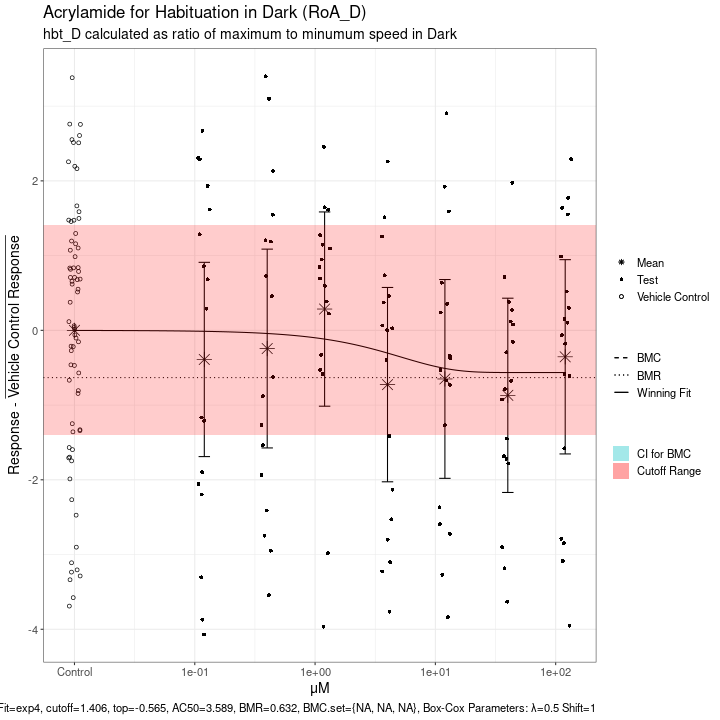 Acrylamide for Habituation in Dark (RoA_D)
hbt_D calculated as ratio of maximum to minumum speed in Dark
Response - Vehicle Control Response
2
0
-2
-4
Control
1e-01
1e+00
1e+01
1e+02
µM
Mean
Test
Vehicle Control
BMC
BMR
Winning Fit
CI for BMC
Cutoff Range
Fit=exp4, cutoff=1.406, top=-0.565, AC50=3.589, BMR=0.632, BMC.set={NA, NA, NA}, Box-Cox Parameters: λ=0.5 Shift=1